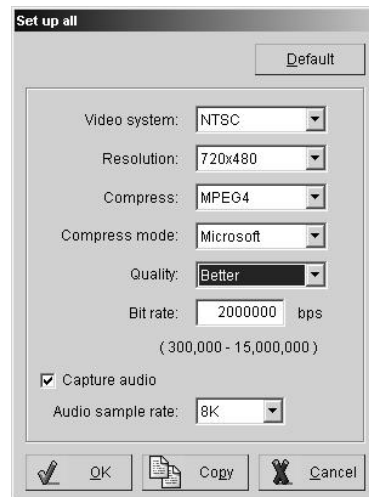 Set up all
Default
Video system: NTSC
Resolution: 720x480
Compress: MPEG4
Compress mode: Microsoft
Quality: Better
Bit rate: 2000000 bps
( 300,000 - 15,000,000 )
Capture audio
Audio sample rate: 8K
OK Copy Cancel